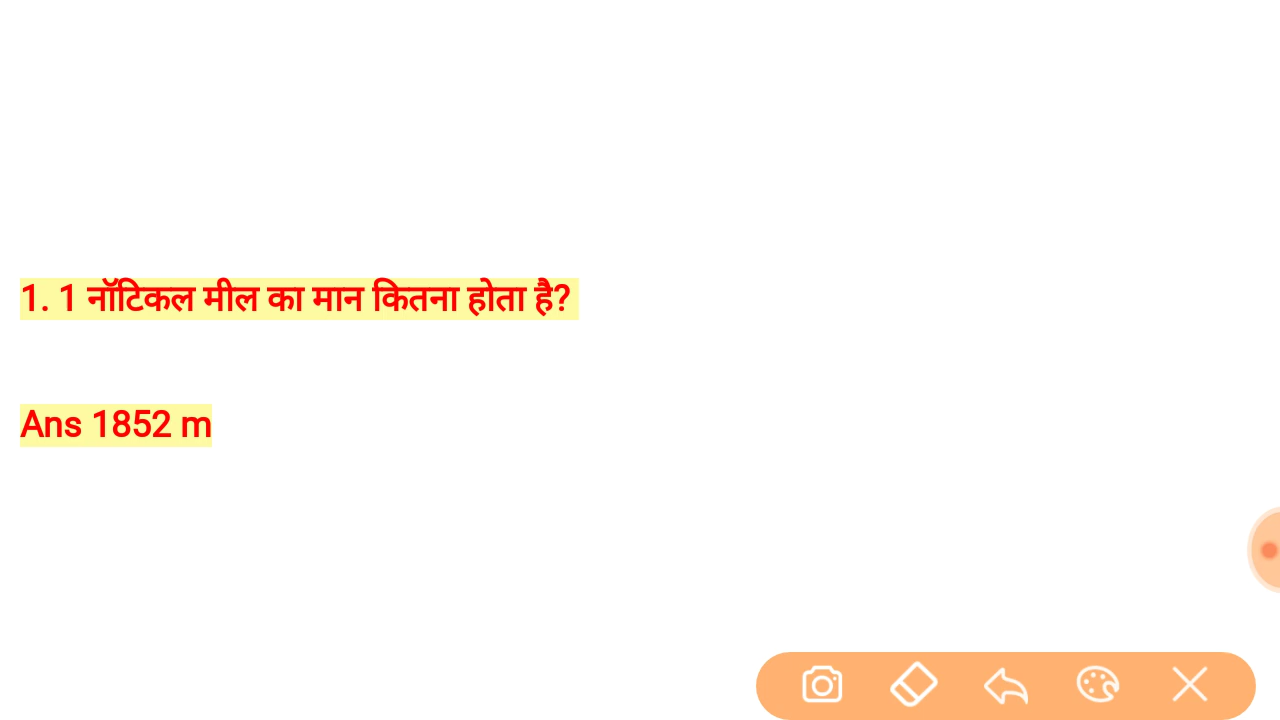 1. 1 नॉटिकल मील का मान कितना होता है?
Ans 1852 m